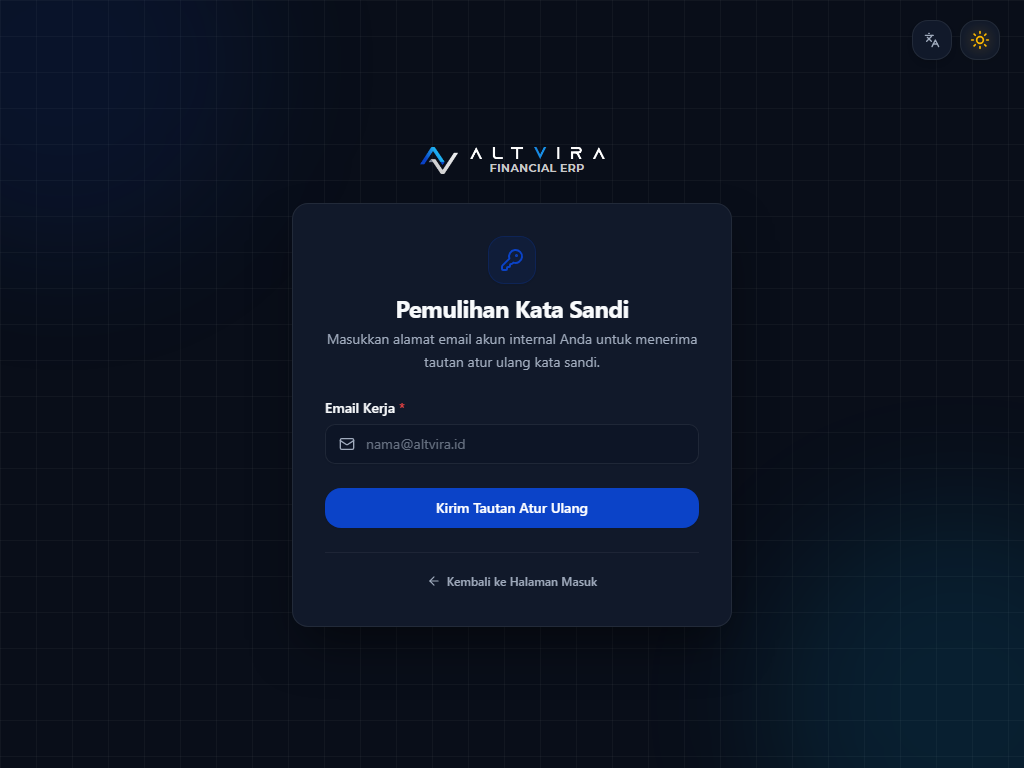 ALTVIRA
FINANCIAL ERP
Pemulihan Kata Sandi
Masukkan alamat email akun internal Anda untuk menerima
tautan atur ulang kata sandi.
Email Kerja *
nama@altvira.id
Kirim Tautan Atur Ulang
Kembali ke Halaman Masuk